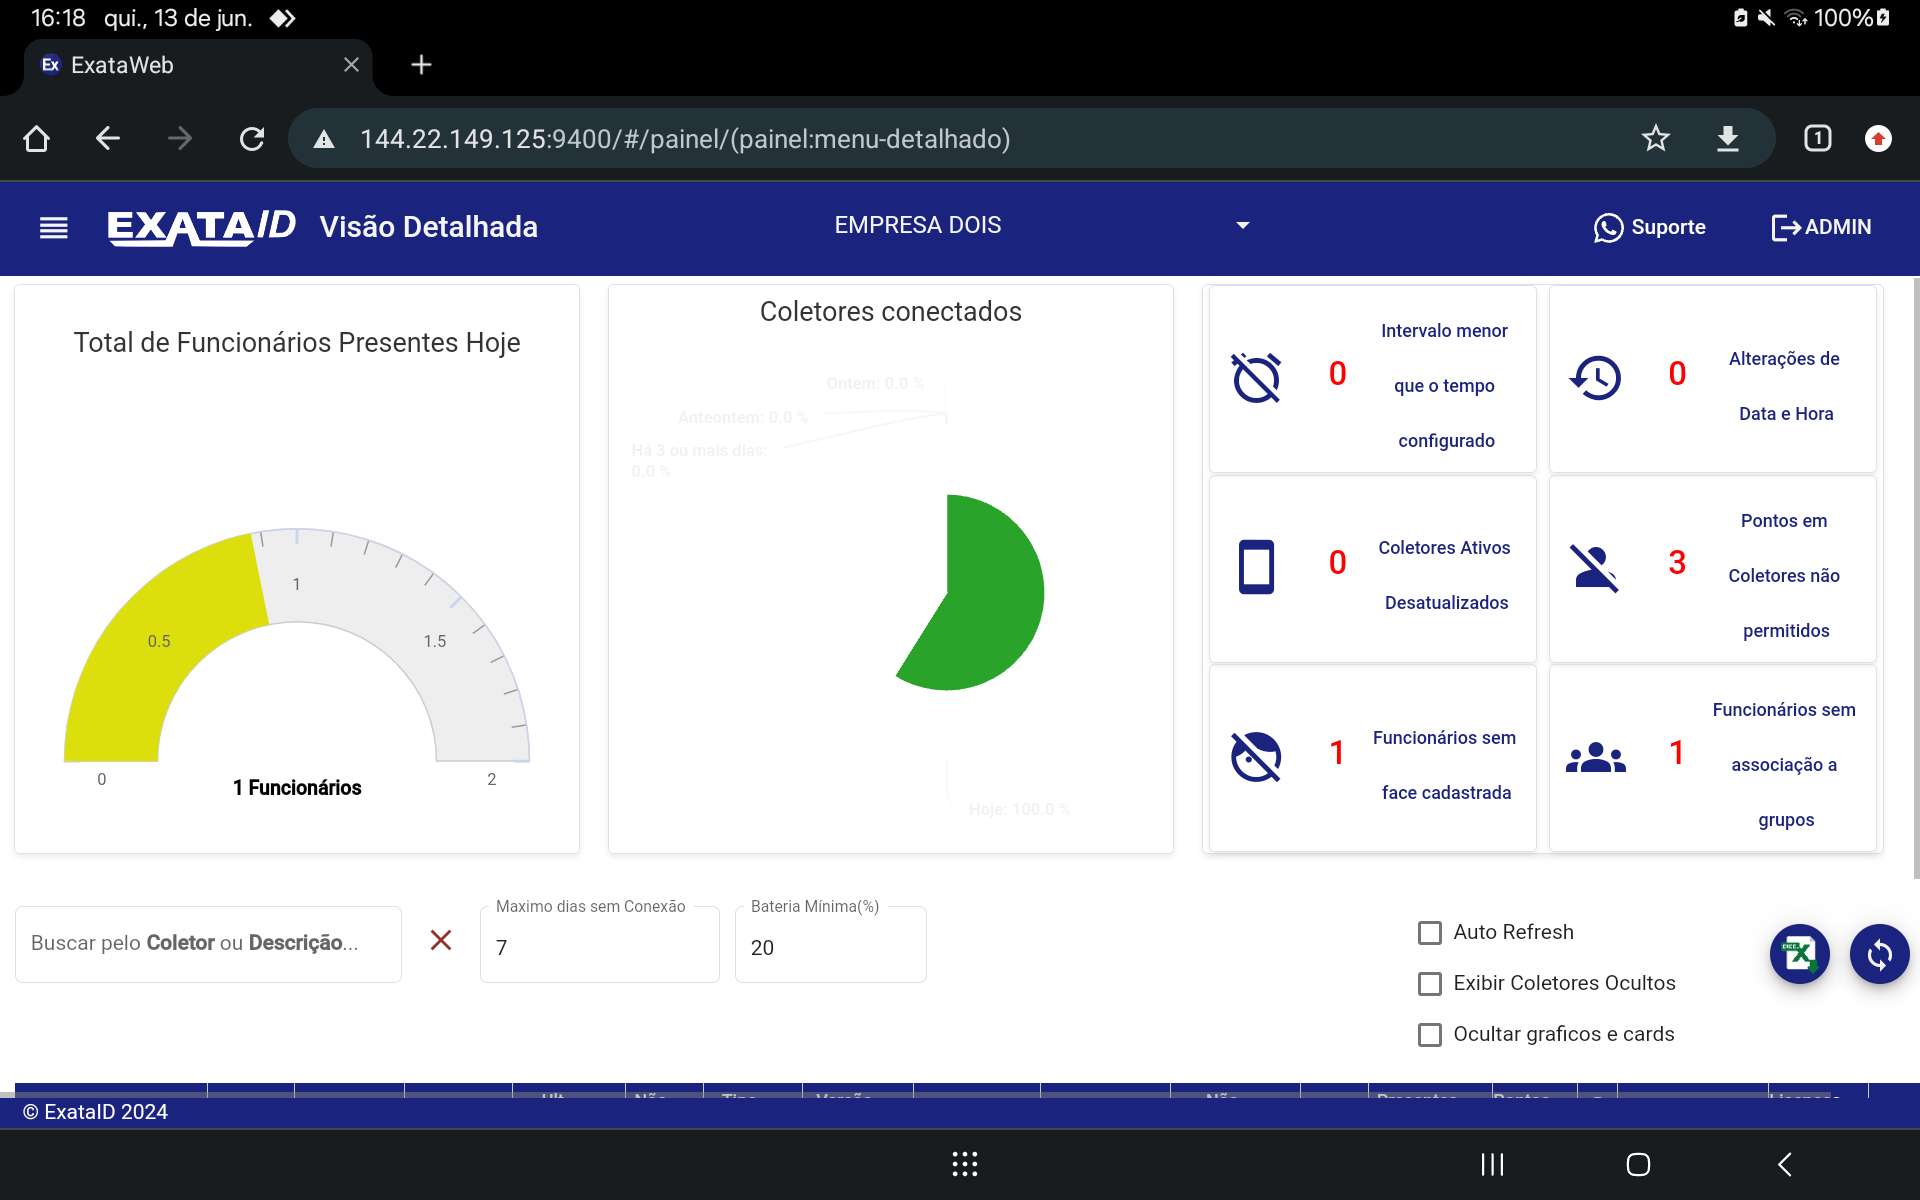 16:18 qui., 13 de jun.
100%
Ex ExataWeb
144.22.149.125:9400/#/painel/(painel:menu-detalhado)
1
EXATAID Visão Detalhada
EMPRESA DOIS
Suporte
ADMIN
Total de Funcionários Presentes Hoje
0
0.5
1
1.5
2
1 Funcionários
Coletores conectados
Ontem: 0.0 %
Anteontem: 0.0 %
Há 3 ou mais dias:
0.0 %
Hoje: 100.0 %
0
Intervalo menor
que o tempo
configurado
0
Alterações de
Data e Hora
0
Coletores Ativos
Desatualizados
3
Pontos em
Coletores não
permitidos
1
Funcionários sem
face cadastrada
1
Funcionários sem
associação a
grupos
Buscar pelo Coletor ou Descrição...
Maximo dias sem Conexão
7
Bateria Mínima(%)
20
Auto Refresh
Exibir Coletores Ocultos
Ocultar graficos e cards
© ExataID 2024